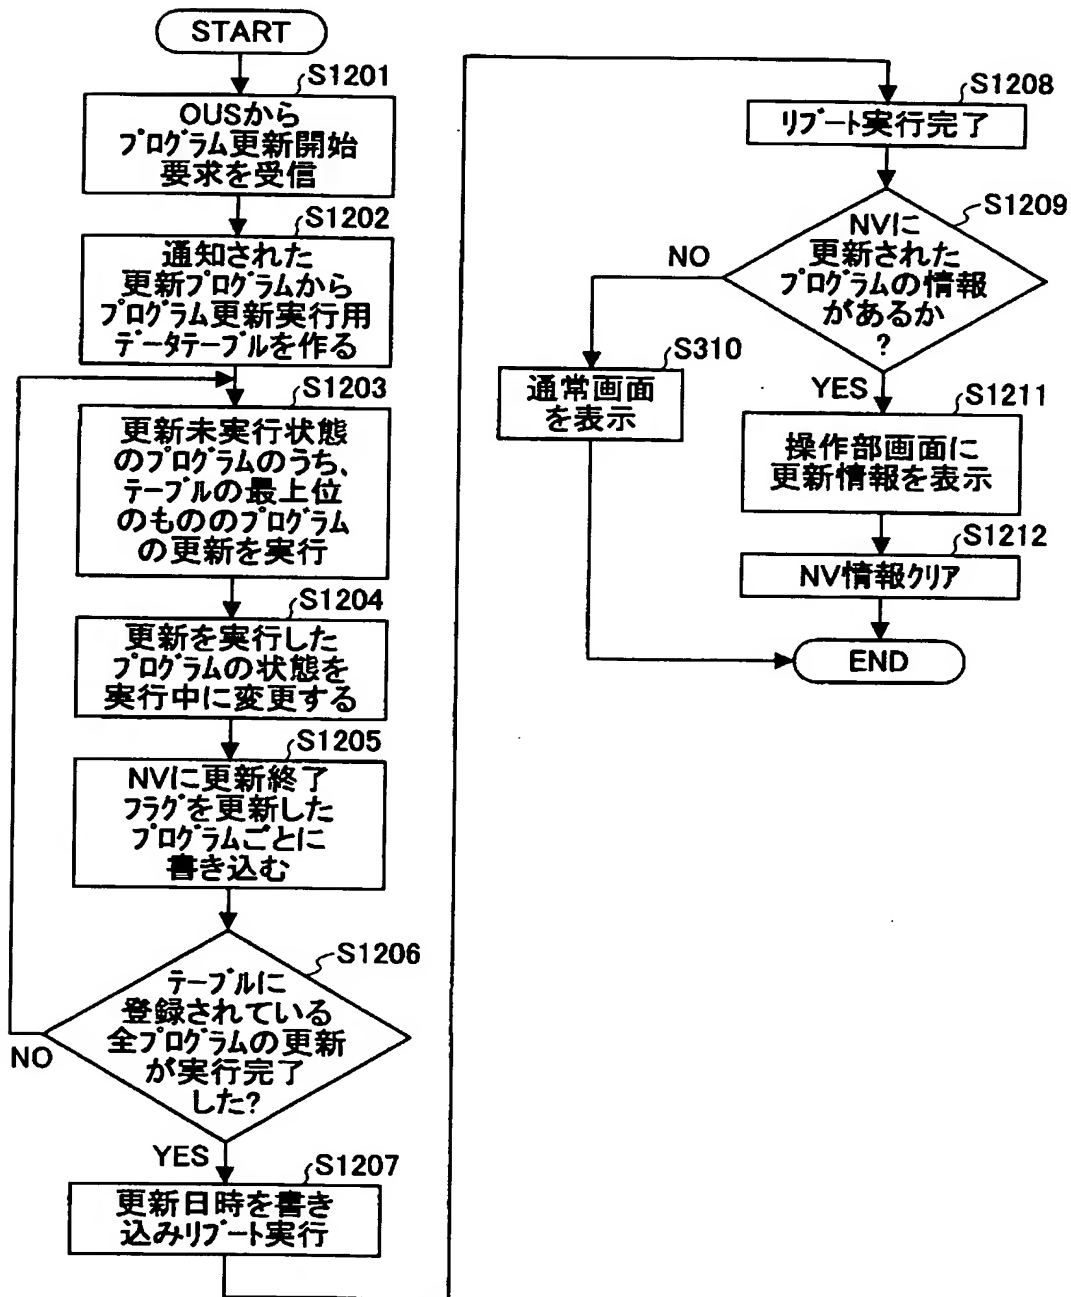 START
S1201
OUSから
プログラム更新開始
要求を受信
S1202
通知された
更新プログラムから
プログラム更新実行用
データテーブルを作る
S1203
更新未実行状態
のプログラムのうち、
テーブルの最上位
のもののプログラム
の更新を実行
S1204
更新を実行した
プログラムの状態を
実行中に変更する
S1205
NVに更新終了
フラグを更新した
プログラムごとに
書き込む
S1206
テーブルに
登録されている
全プログラムの更新
が実行完了
した?
NO
YES
S1207
更新日時を書き
込みリブート実行
S1208
リブート実行完了
S1209
NVに
更新された
プログラムの情報
があるか
?
NO
S310
通常画面
を表示
YES
S1211
操作部画面に
更新情報を表示
S1212
NV情報クリア
END